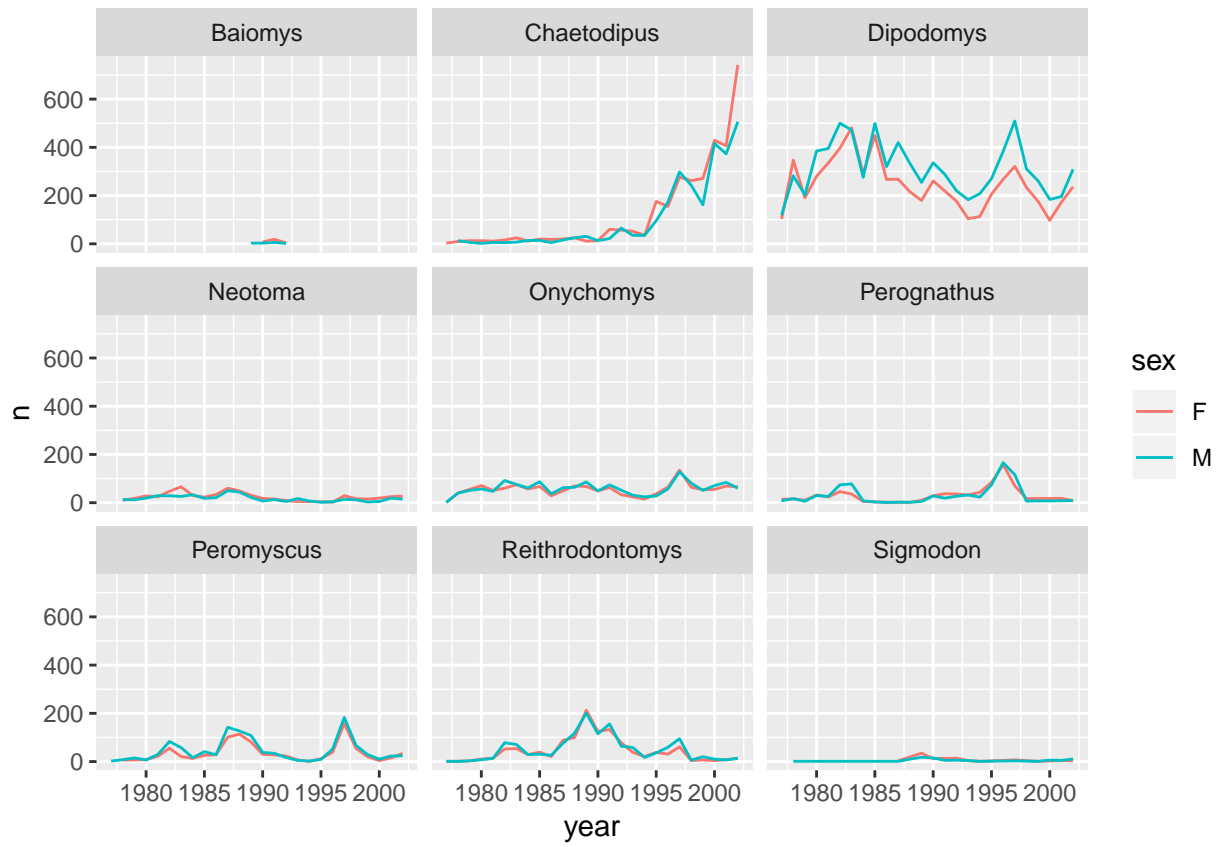 Baiomys Chaetodipus Dipodomys
600
400
200
0
Neotoma Onychomys Perognathus
600
400
200
0
Peromyscus Reithrodontomys Sigmodon
600
400
200
0
1980 1985 1990 1995 2000 1980 1985 1990 1995 2000 1980 1985 1990 1995 2000
year
n
sex
F
M